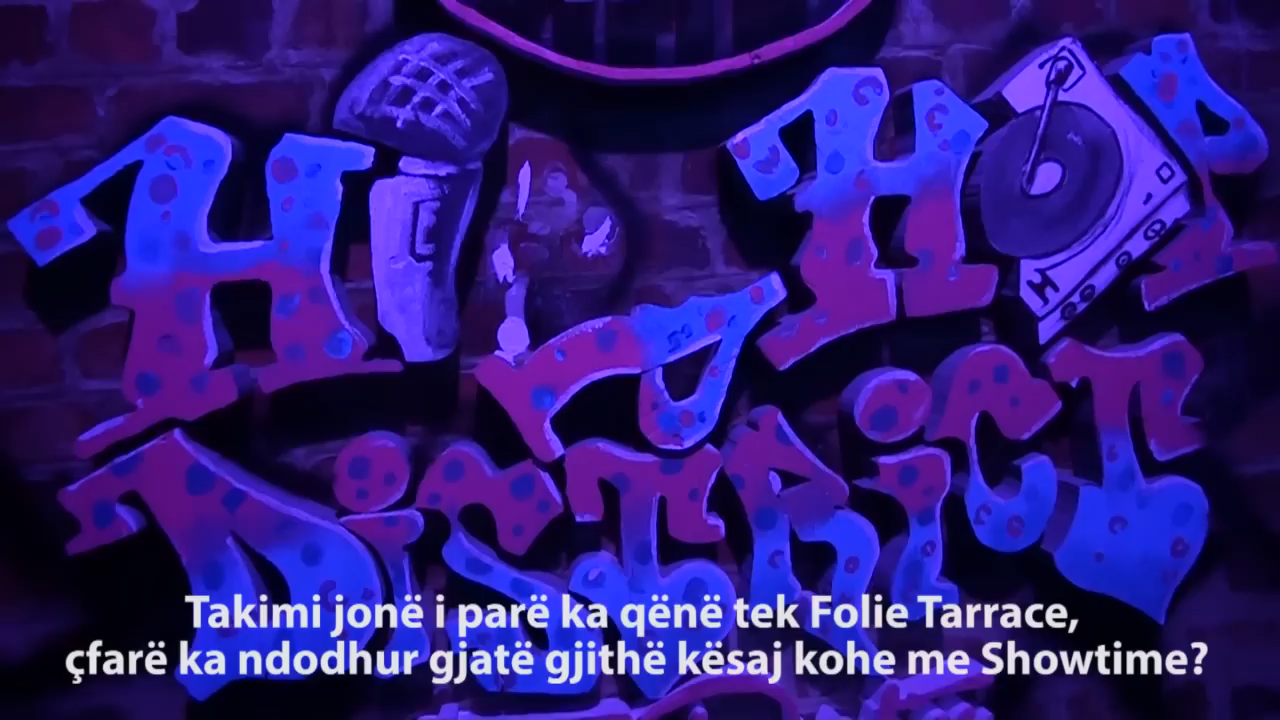 HIP HOP
DiSTRiCT
Takimi jonë i parë ka qënë tek Folie Tarrace,
çfarë ka ndodhur gjatë gjithë kësaj kohe me Showtime?